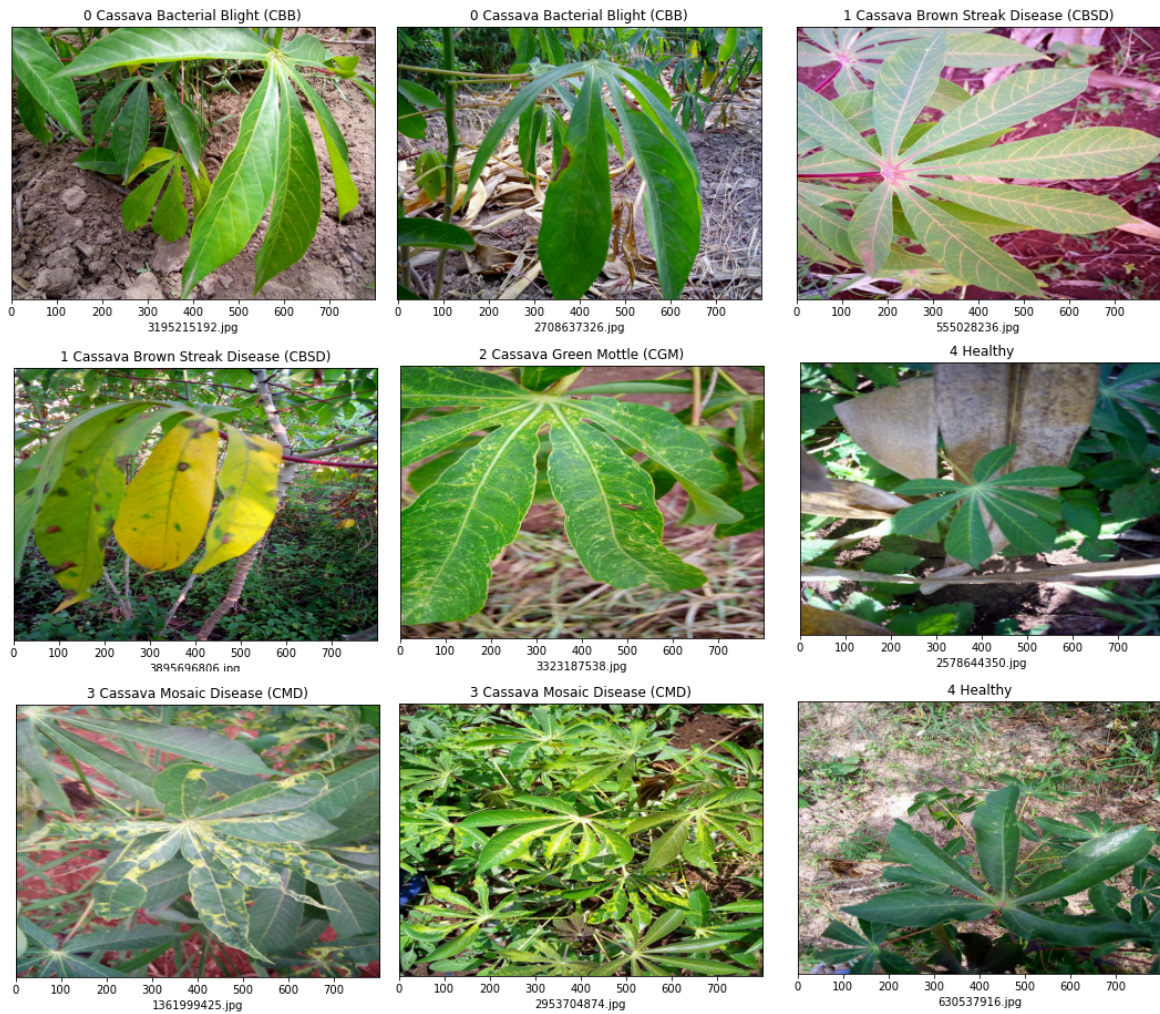 0 Cassava Bacterial Blight (CBB)
0 Cassava Bacterial Blight (CBB)
1 Cassava Brown Streak Disease (CBSD)
0 100 200 300 400 500 600 700
3195215192.jpg
0 100 200 300 400 500 600 700
2708637326.jpg
0 100 200 300 400 500 600 700
555028236.jpg
1 Cassava Brown Streak Disease (CBSD)
2 Cassava Green Mottle (CGM)
4 Healthy
0 100 200 300 400 500 600 700
3895696806.jpg
0 100 200 300 400 500 600 700
3323187538.jpg
0 100 200 300 400 500 600 700
2578644350.jpg
3 Cassava Mosaic Disease (CMD)
3 Cassava Mosaic Disease (CMD)
4 Healthy
0 100 200 300 400 500 600 700
1361999425.jpg
0 100 200 300 400 500 600 700
2953704874.jpg
0 100 200 300 400 500 600 700
630537916.jpg